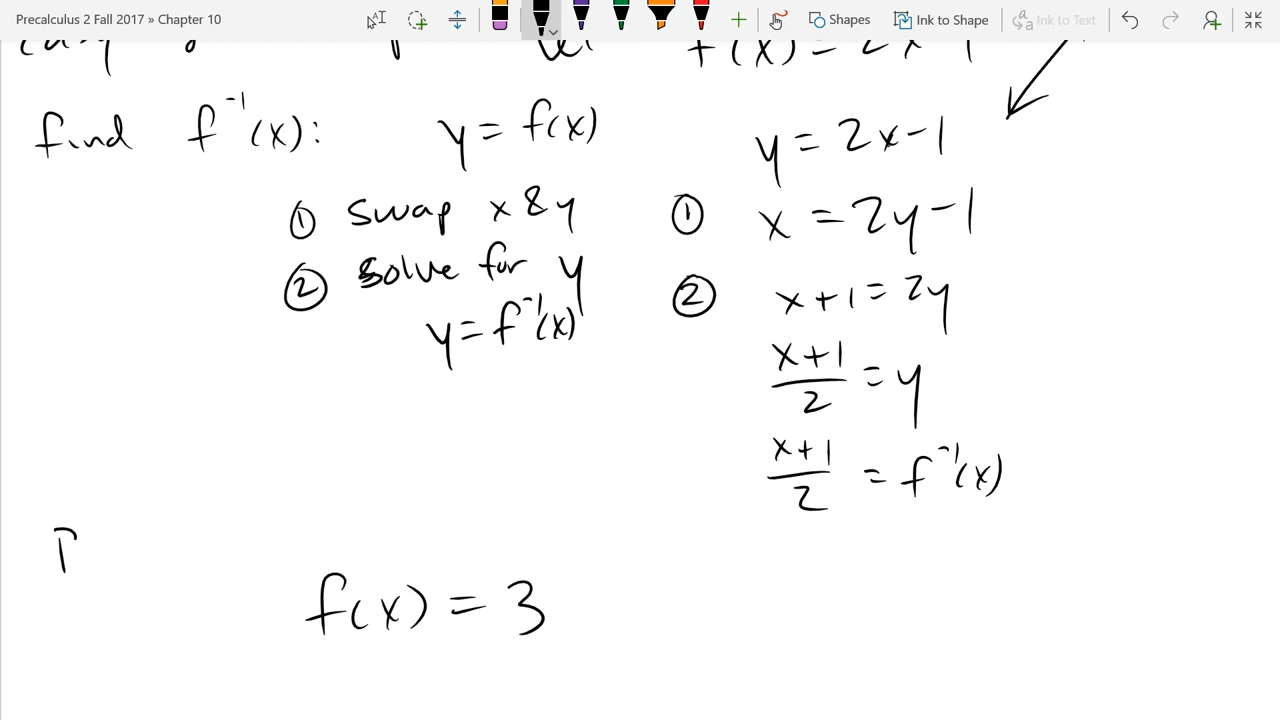 Precalculus 2 Fall 2017 » Chapter 10
Shapes
Ink to Shape
Ink to Text
f(x) = 2x-1
find f⁻¹(x): y = f(x) y = 2x-1
① swap x & y ① x = 2y-1
② solve for y ② x+1 = 2y
y = f⁻¹(x)
x+1/2 = y
x+1/2 = f⁻¹(x)
f(x) = 3